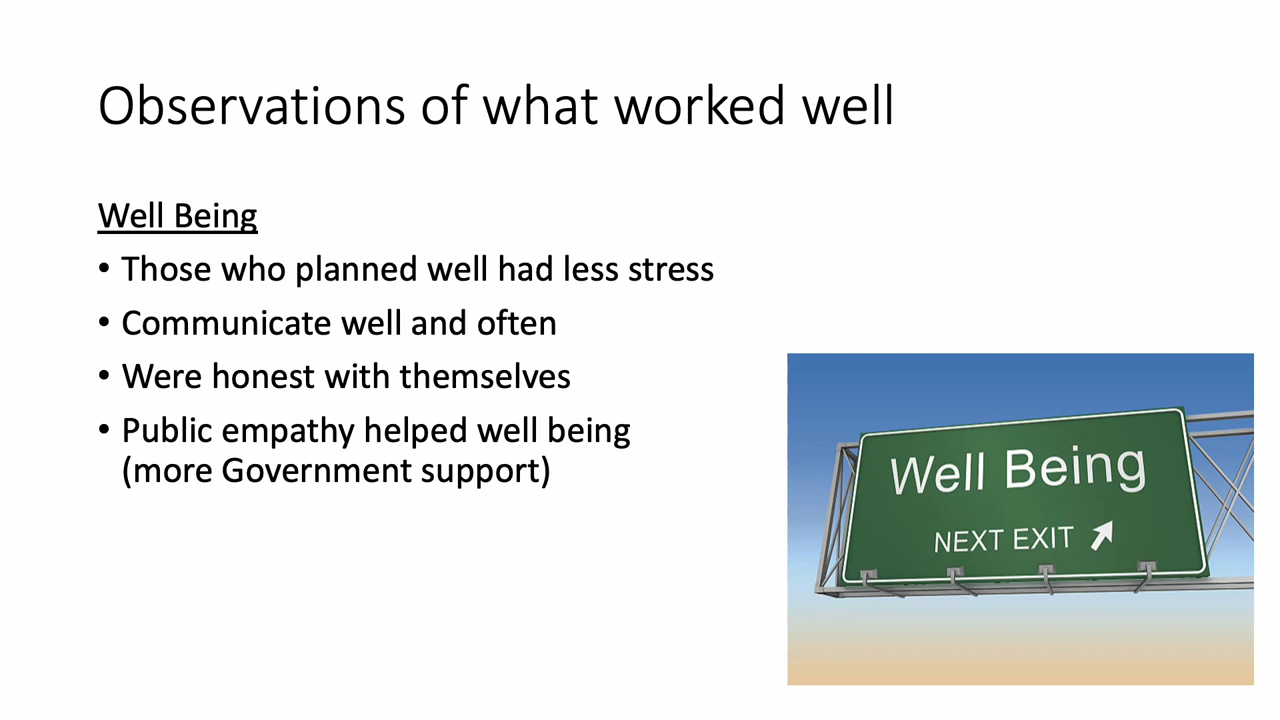 Observations of what worked well
Well Being
• Those who planned well had less stress
• Communicate well and often
• Were honest with themselves
• Public empathy helped well being
(more Government support)
Well Being
NEXT EXIT